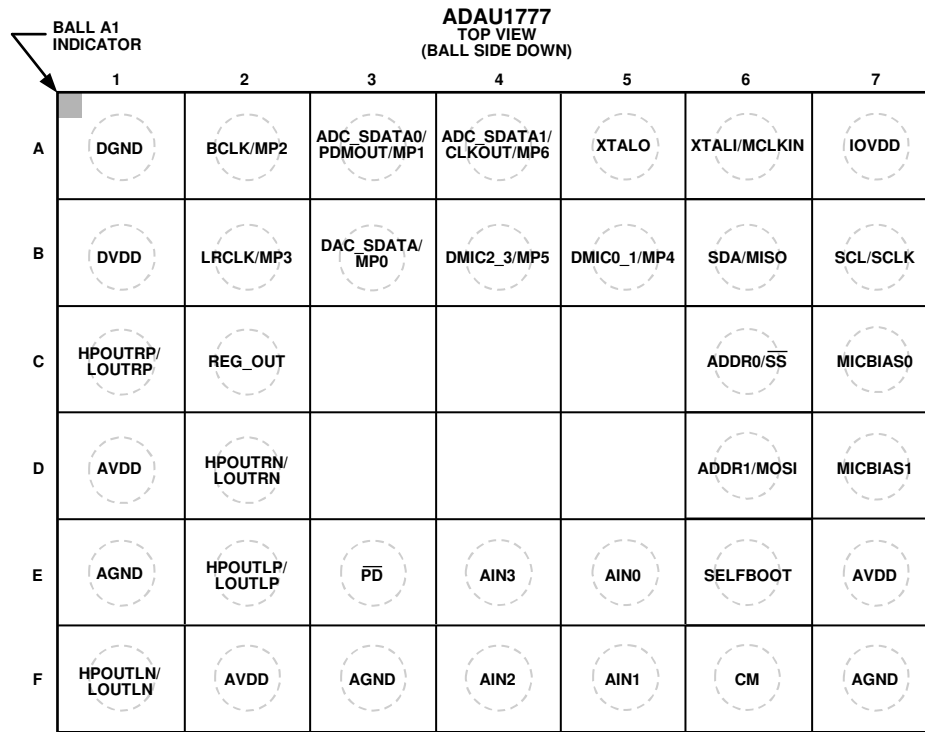 ADAU1777
TOP VIEW
(BALL SIDE DOWN)
BALL A1
INDICATOR
1 2 3 4 5 6 7
A
DGND
BCLK/MP2
ADC_SDATA0/
PDMOUT/MP1
ADC_SDATA1/
CLKOUT/MP6
XTALO
XTALI/MCLKIN
IOVDD
B
DVDD
LRCLK/MP3
DAC_SDATA/
MP0
DMIC2_3/MP5
DMIC0_1/MP4
SDA/MISO
SCL/SCLK
C
HPOUTRP/
LOUTRP
REG_OUT
ADDR0/S̅S̅
MICBIAS0
D
AVDD
HPOUTRN/
LOUTRN
ADDR1/MOSI
MICBIAS1
E
AGND
HPOUTLP/
LOUTLP
P̅D̅
AIN3
AIN0
SELFBOOT
AVDD
F
HPOUTLN/
LOUTLN
AVDD
AGND
AIN2
AIN1
CM
AGND